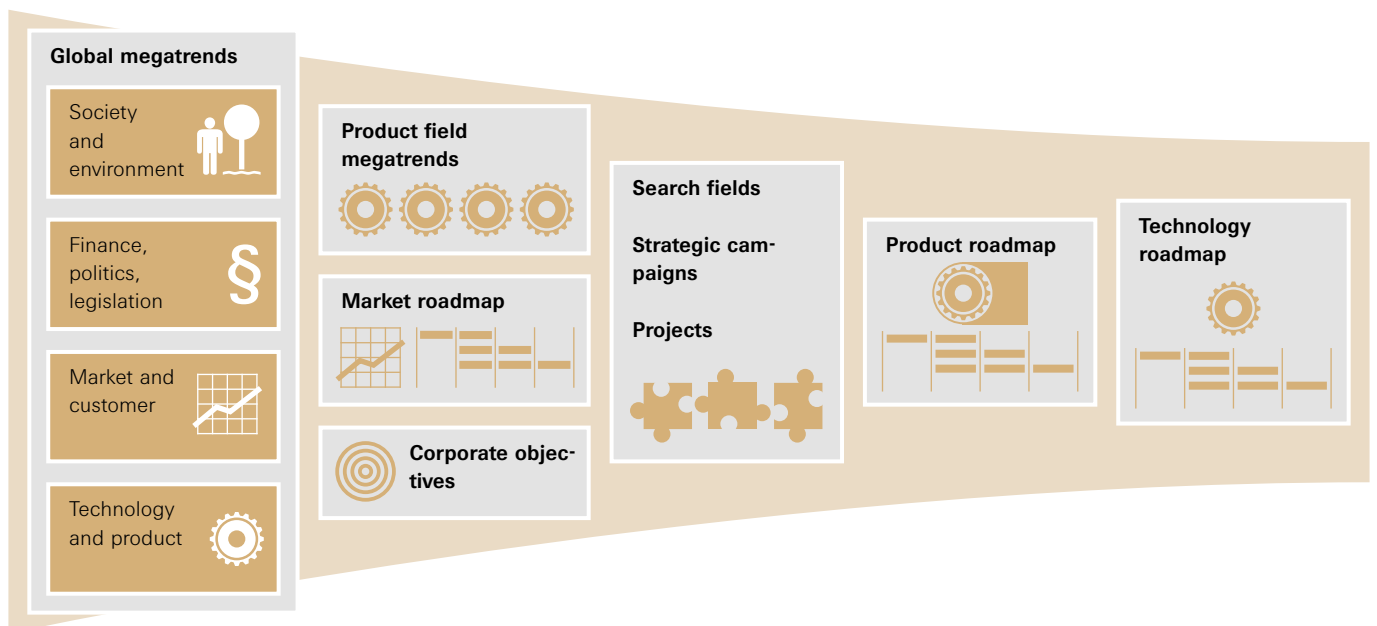 Global megatrends
Society
and
environment
Finance,
politics,
legislation
§
Market and
customer
Technology
and product
Product field
megatrends
Market roadmap
Corporate objec-
tives
Search fields
Strategic cam-
paigns
Projects
Product roadmap
Technology
roadmap